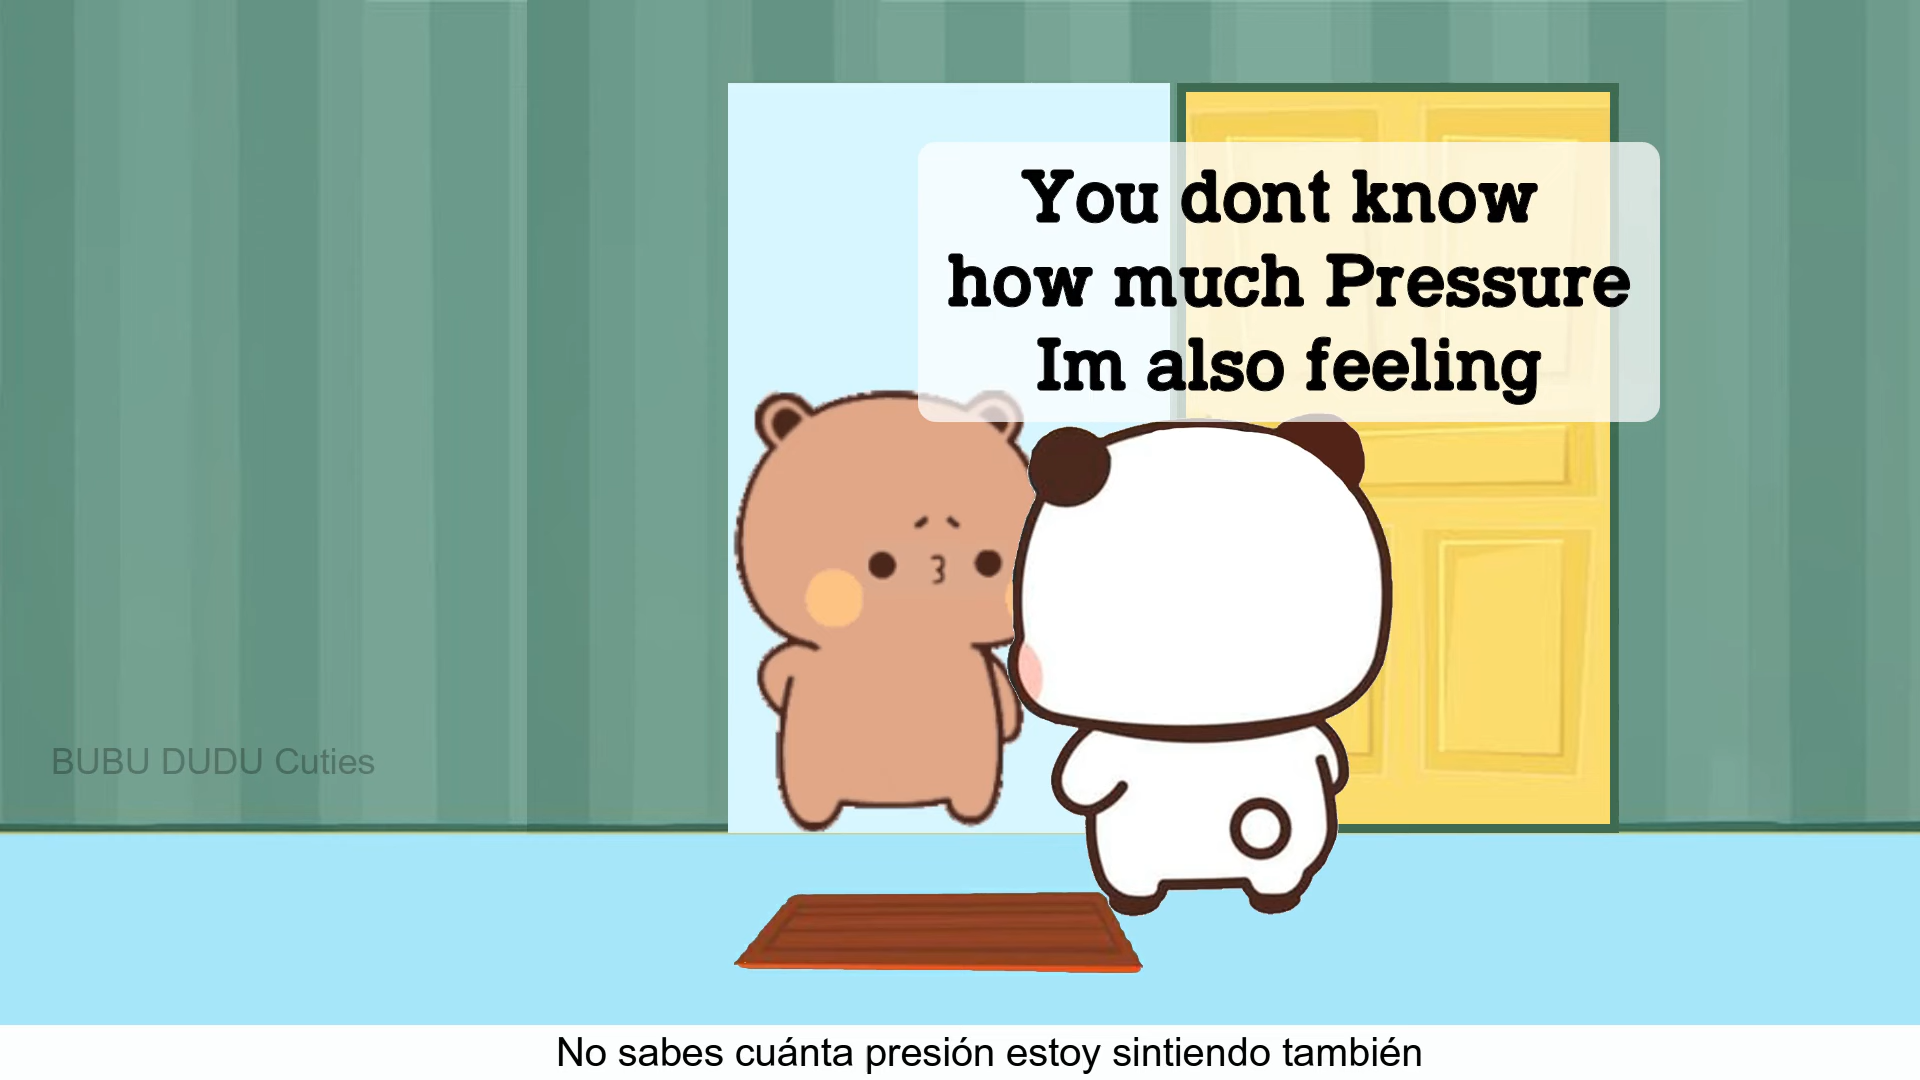 You dont know
how much Pressure
Im also feeling
BUBU DUDU Cuties
No sabes cuánta presión estoy sintiendo también